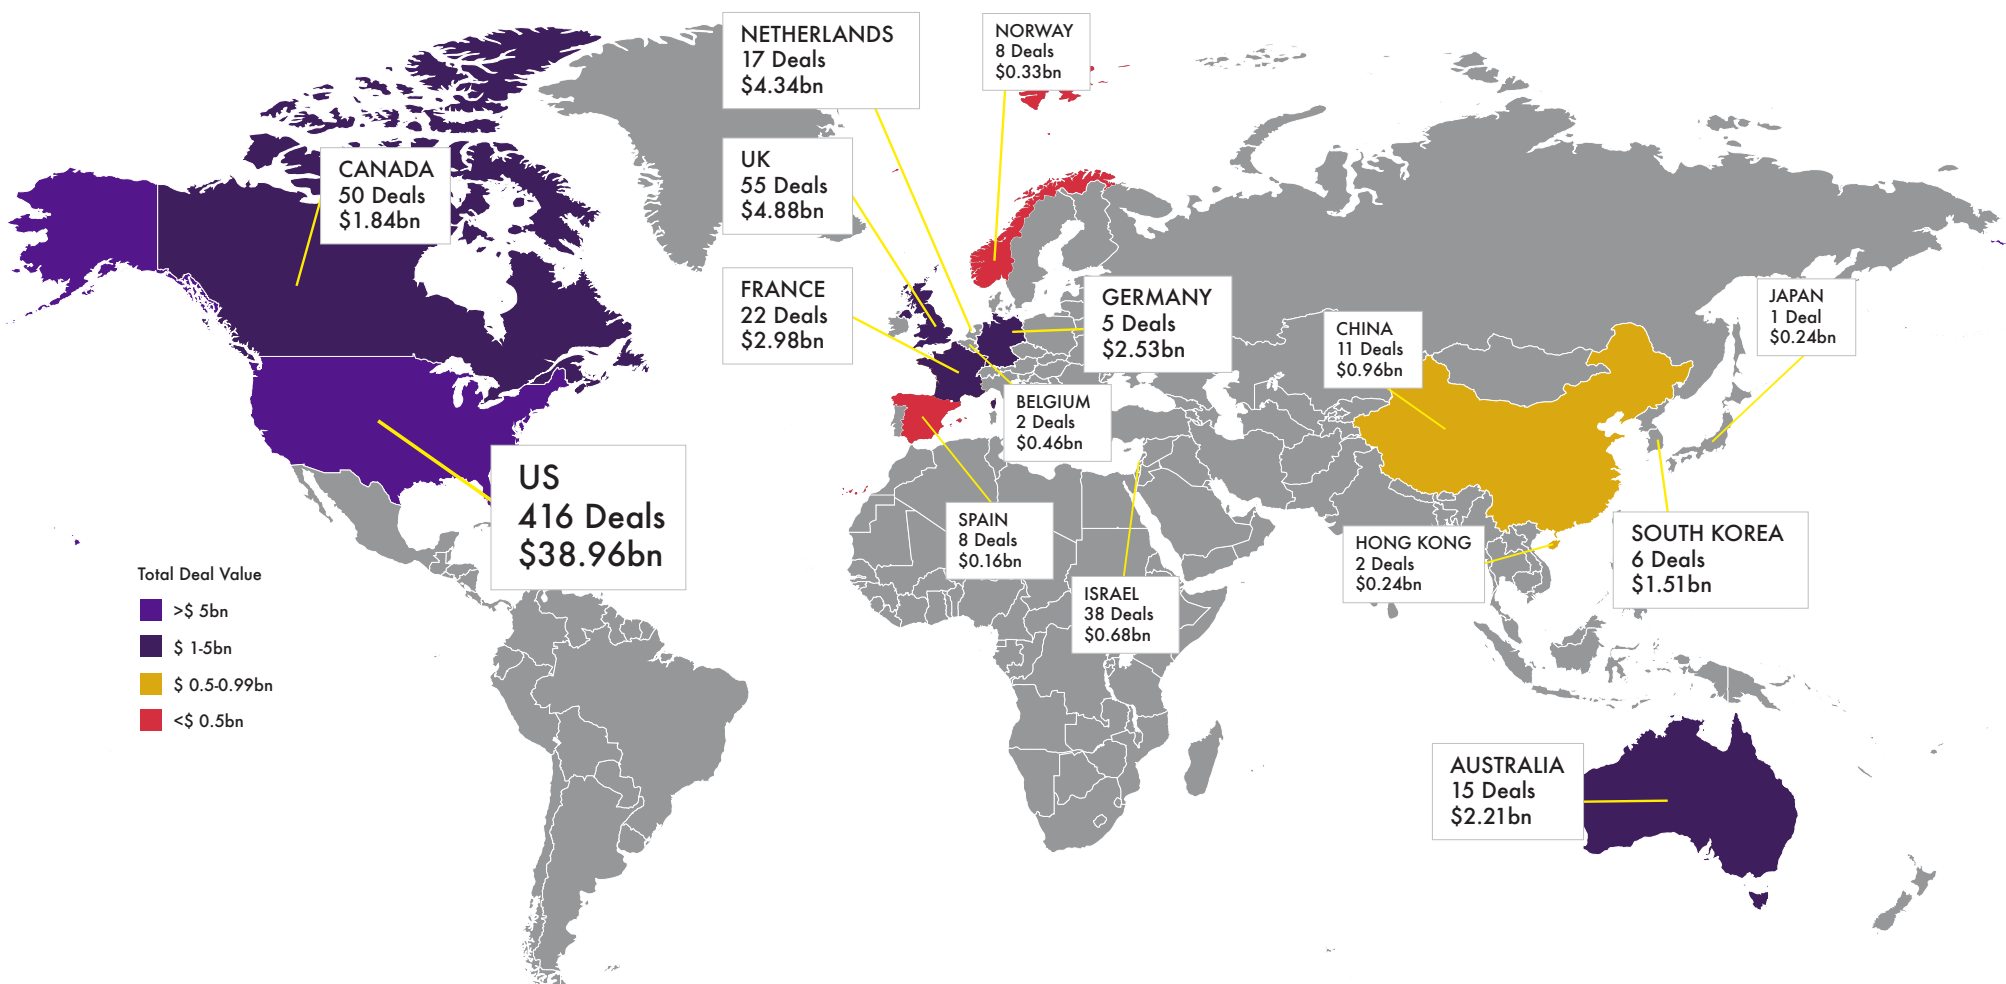 NETHERLANDS
17 Deals
$4.34bn
NORWAY
8 Deals
$0.33bn
CANADA
50 Deals
$1.84bn
UK
55 Deals
$4.88bn
FRANCE
22 Deals
$2.98bn
GERMANY
5 Deals
$2.53bn
JAPAN
1 Deal
$0.24bn
CHINA
11 Deals
$0.96bn
BELGIUM
2 Deals
$0.46bn
US
416 Deals
$38.96bn
SPAIN
8 Deals
$0.16bn
HONG KONG
2 Deals
$0.24bn
SOUTH KOREA
6 Deals
$1.51bn
ISRAEL
38 Deals
$0.68bn
Total Deal Value
>$ 5bn
$ 1-5bn
$ 0.5-0.99bn
<$ 0.5bn
AUSTRALIA
15 Deals
$2.21bn